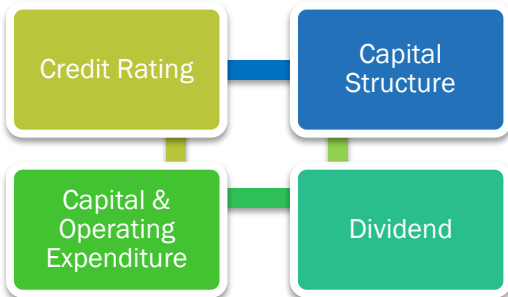 Credit Rating
Capital
Structure
Capital &
Operating
Expenditure
Dividend